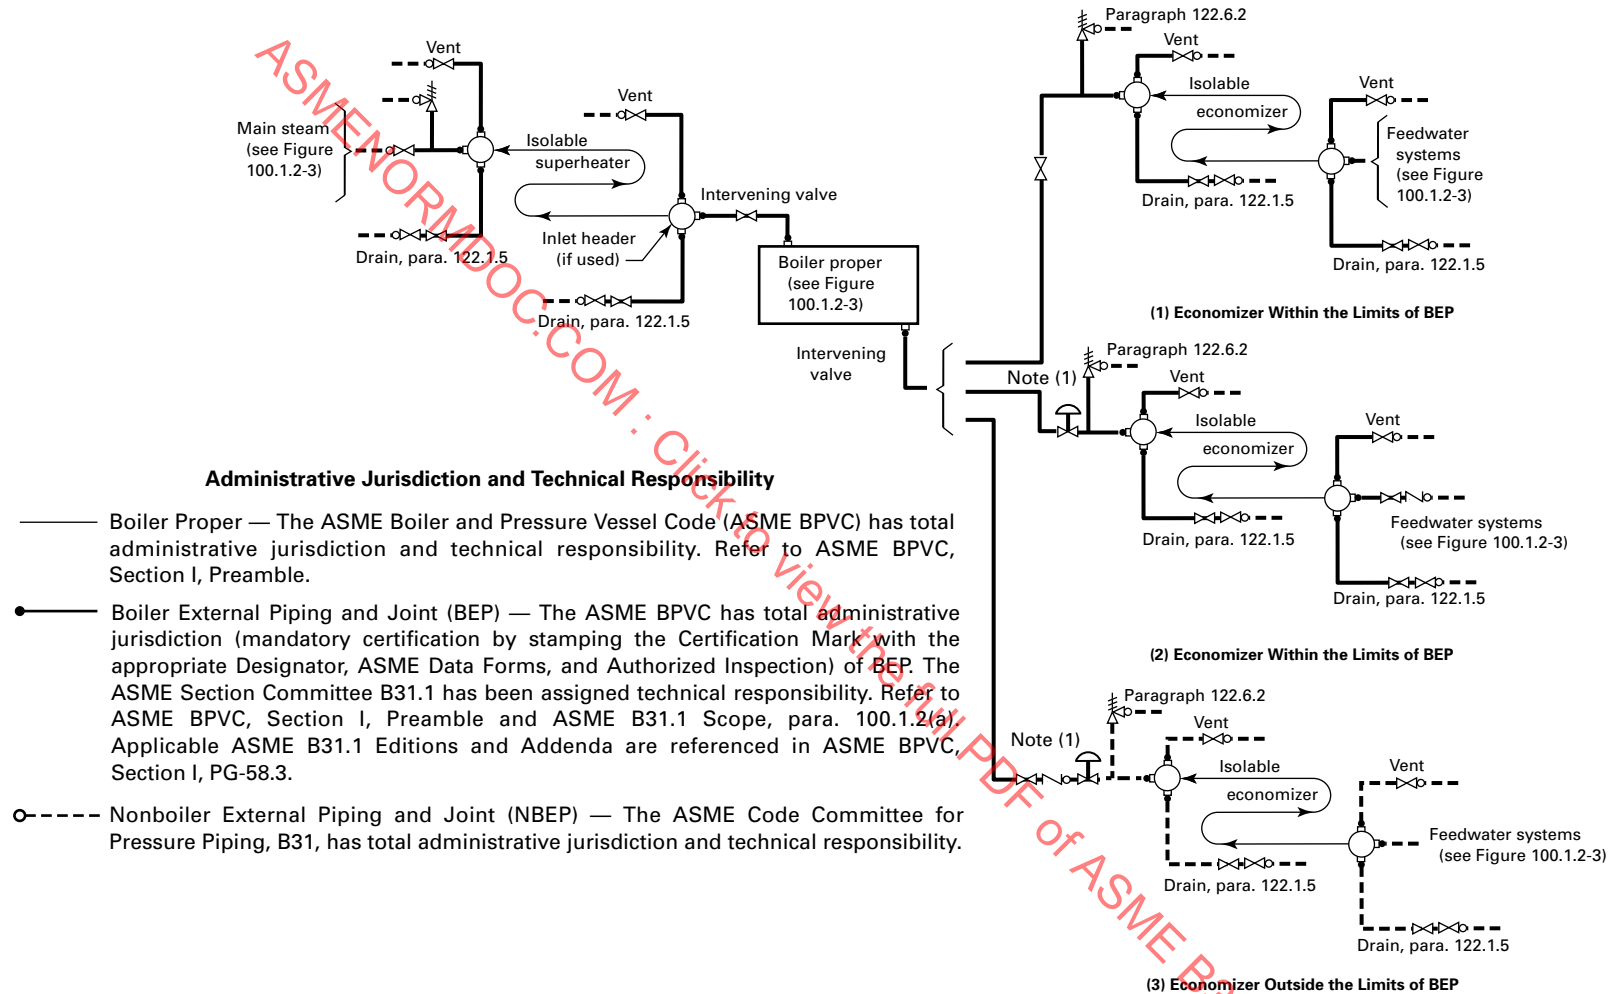 Vent
Main steam
(see Figure
100.1.2-3)
Isolable
superheater
Drain, para. 122.1.5
Vent
Intervening valve
Inlet header
(if used)
Drain, para. 122.1.5
Boiler proper
(see Figure
100.1.2-3)
Intervening
valve
Paragraph 122.6.2
Vent
Isolable
economizer
Drain, para. 122.1.5
Vent
Feedwater
systems
(see Figure
100.1.2-3)
Drain, para. 122.1.5
(1) Economizer Within the Limits of BEP
Note (1)
Paragraph 122.6.2
Vent
Isolable
economizer
Drain, para. 122.1.5
Vent
Feedwater systems
(see Figure 100.1.2-3)
Drain, para. 122.1.5
(2) Economizer Within the Limits of BEP
Note (1)
Paragraph 122.6.2
Vent
Isolable
economizer
Drain, para. 122.1.5
Vent
Feedwater systems
(see Figure 100.1.2-3)
Drain, para. 122.1.5
(3) Economizer Outside the Limits of BEP
Administrative Jurisdiction and Technical Responsibility
Boiler Proper — The ASME Boiler and Pressure Vessel Code (ASME BPVC) has total
administrative jurisdiction and technical responsibility. Refer to ASME BPVC,
Section I, Preamble.
Boiler External Piping and Joint (BEP) — The ASME BPVC has total administrative
jurisdiction (mandatory certification by stamping the Certification Mark with the
appropriate Designator, ASME Data Forms, and Authorized Inspection) of BEP. The
ASME Section Committee B31.1 has been assigned technical responsibility. Refer to
ASME BPVC, Section I, Preamble and ASME B31.1 Scope, para. 100.1.2(a).
Applicable ASME B31.1 Editions and Addenda are referenced in ASME BPVC,
Section I, PG-58.3.
Nonboiler External Piping and Joint (NBEP) — The ASME Code Committee for
Pressure Piping, B31, has total administrative jurisdiction and technical responsibility.
ASMENORMDOC.COM : Click to view the full PDF of ASME